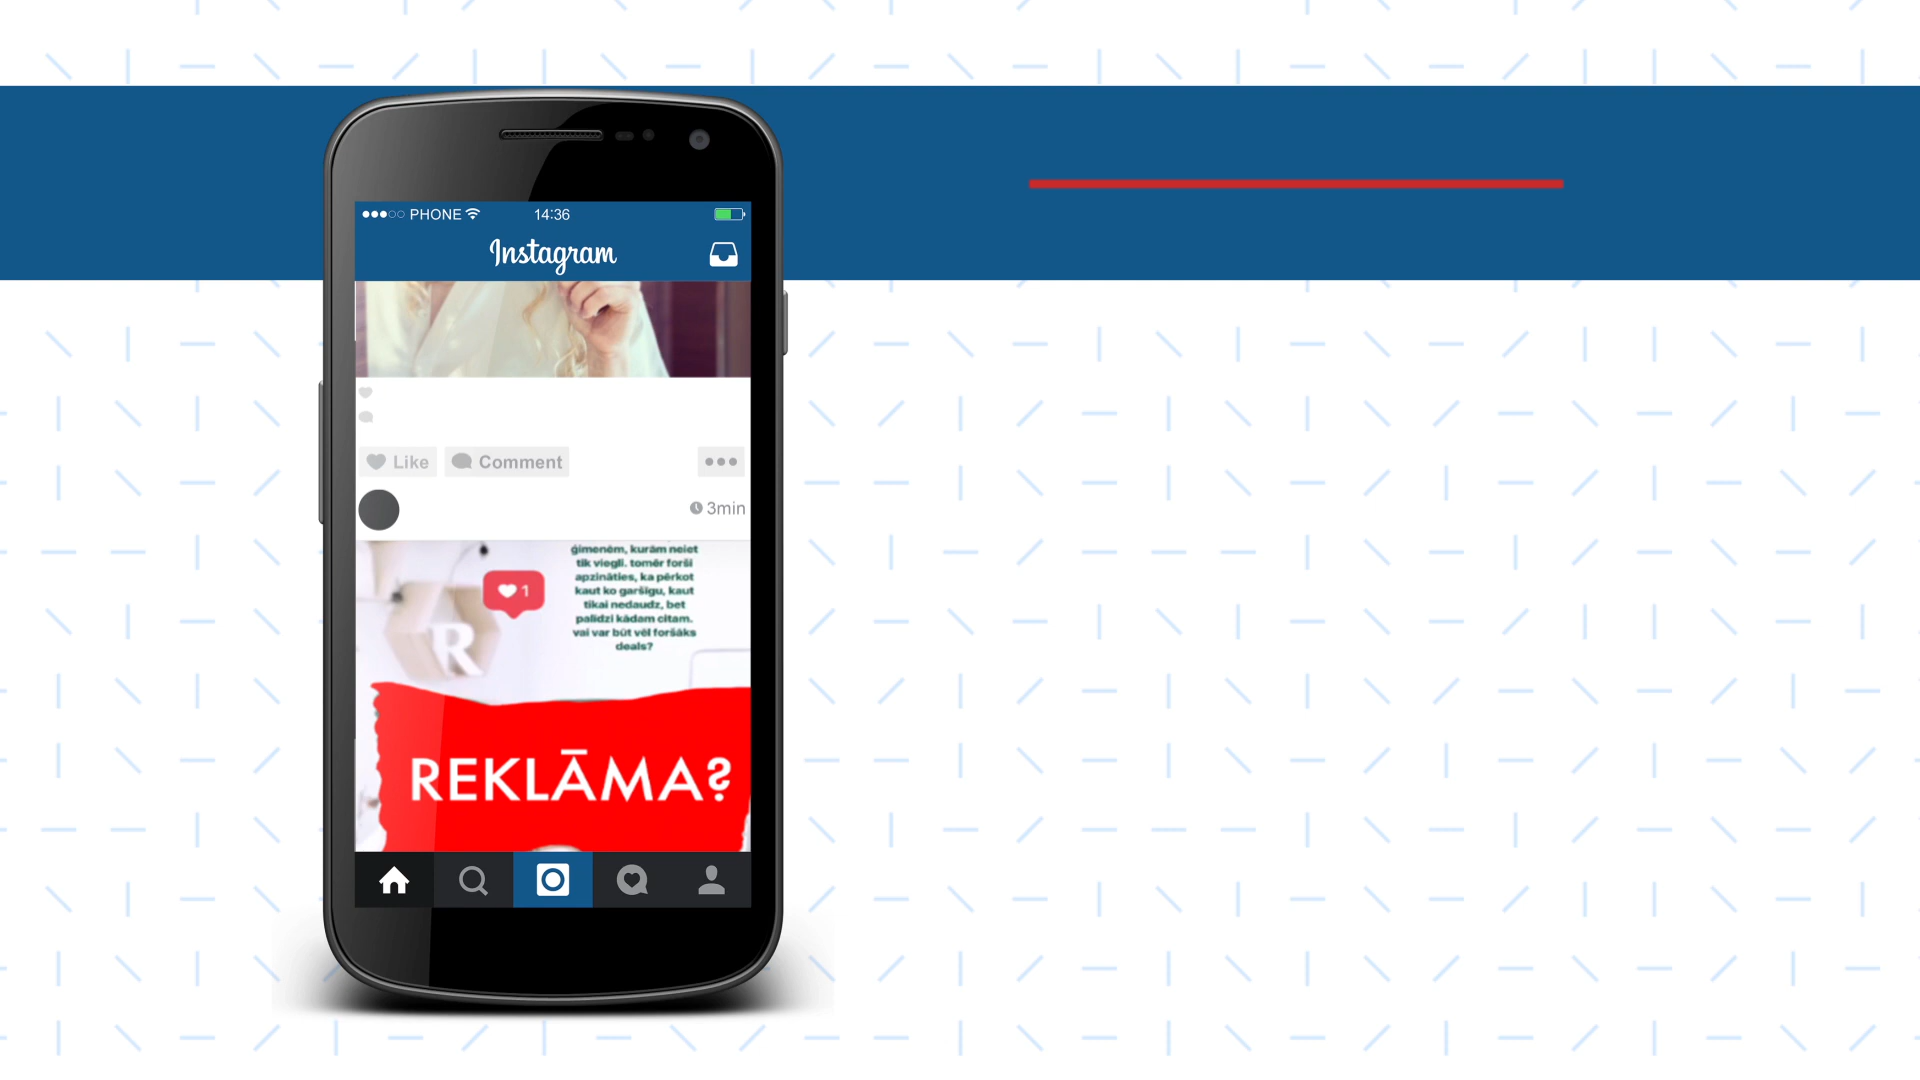 PHONE 14:36
Instagram
Like Comment
3min
ģimenēm, kurām neiet
tik viegli. tomēr forši
apzināties, ka pērkot
kaut ko garšīgu, kaut
tikai nedaudz, bet
palīdzi kādam citam.
vai var būt vēl foršāks
deals?
1
R
REKLĀMA?